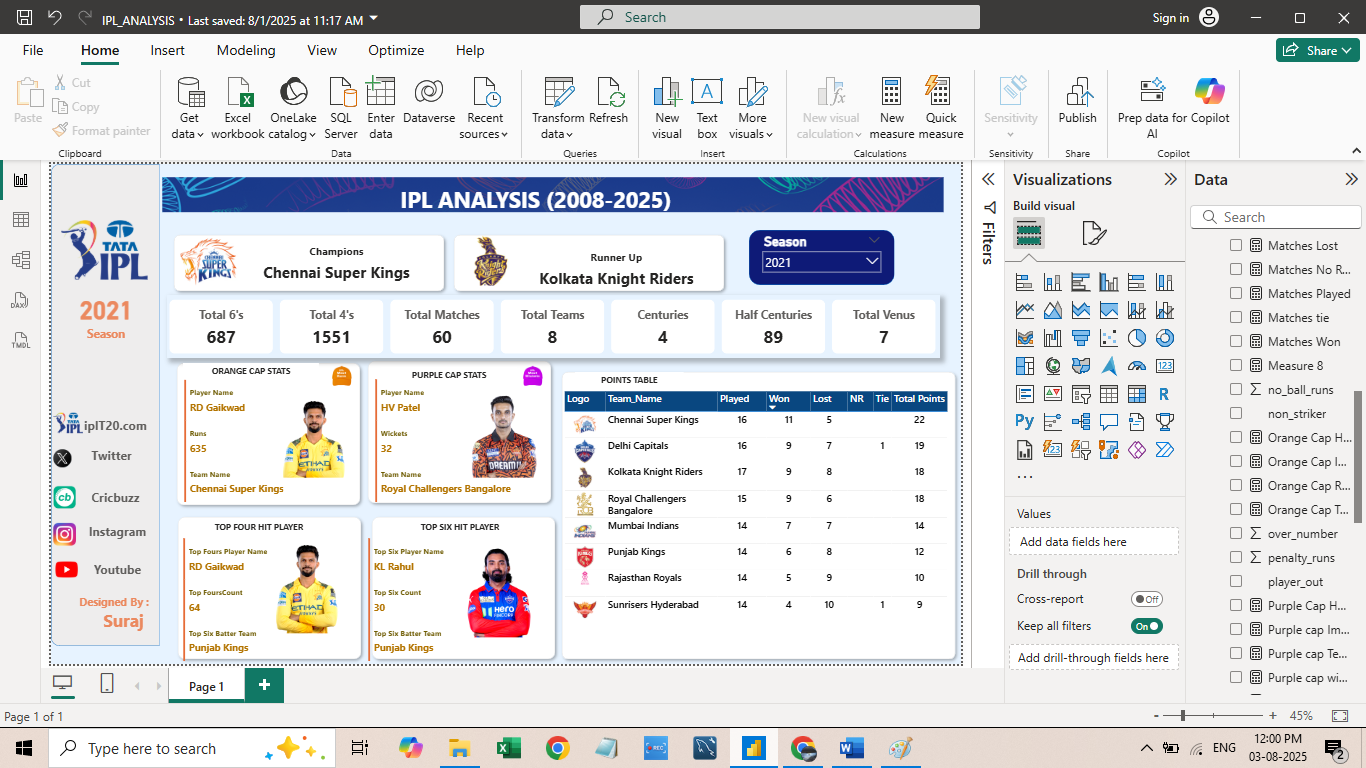 IPL_ANALYSIS • Last saved: 8/1/2025 at 11:17 AM
Search
Sign in
File
Home
Insert
Modeling
View
Optimize
Help
Share
Paste
Cut
Copy
Format painter
Clipboard
Get data
Excel workbook
OneLake catalog
SQL Server
Enter data
Dataverse
Recent sources
Data
Transform data
Refresh
Queries
New visual
Text box
More visuals
Insert
New visual calculation
New measure
Quick measure
Calculations
Sensitivity
Sensitivity
Publish
Share
Prep data for AI
Copilot
Copilot
TATA
IPL
2021
Season
iplT20.com
Twitter
Cricbuzz
Instagram
Youtube
Designed By :
Suraj
IPL ANALYSIS (2008-2025)
Champions
Chennai Super Kings
Runner Up
Kolkata Knight Riders
Season
2021
Total 6's
687
Total 4's
1551
Total Matches
60
Total Teams
8
Centuries
4
Half Centuries
89
Total Venus
7
ORANGE CAP STATS
Player Name
RD Gaikwad
Runs
635
Team Name
Chennai Super Kings
PURPLE CAP STATS
Player Name
HV Patel
Wickets
32
Team Name
Royal Challengers Bangalore
TOP FOUR HIT PLAYER
Top Fours Player Name
RD Gaikwad
Top FoursCount
64
Top Six Batter Team
Punjab Kings
TOP SIX HIT PLAYER
Top Six Player Name
KL Rahul
Top Six Count
30
Top Six Batter Team
Punjab Kings
POINTS TABLE
Logo Team_Name Played Won Lost NR Tie Total Points
Chennai Super Kings 16 11 5 22
Delhi Capitals 16 9 7 1 19
Kolkata Knight Riders 17 9 8 18
Royal Challengers Bangalore 15 9 6 18
Mumbai Indians 14 7 7 14
Punjab Kings 14 6 8 12
Rajasthan Royals 14 5 9 10
Sunrisers Hyderabad 14 4 10 1 9
Filters
Visualizations
Build visual
Values
Add data fields here
Drill through
Cross-report
Off
Keep all filters
On
Add drill-through fields here
Data
Search
Matches Lost
Matches No R...
Matches Played
Matches tie
Matches Won
Measure 8
no_ball_runs
non_striker
Orange Cap H...
Orange Cap I...
Orange Cap R...
Orange Cap T...
over_number
penalty_runs
player_out
Purple Cap H...
Purple cap Im...
Purple cap Te...
Purple cap wi...
Page 1
Page 1 of 1
45%
Type here to search
ENG
12:00 PM
03-08-2025
2